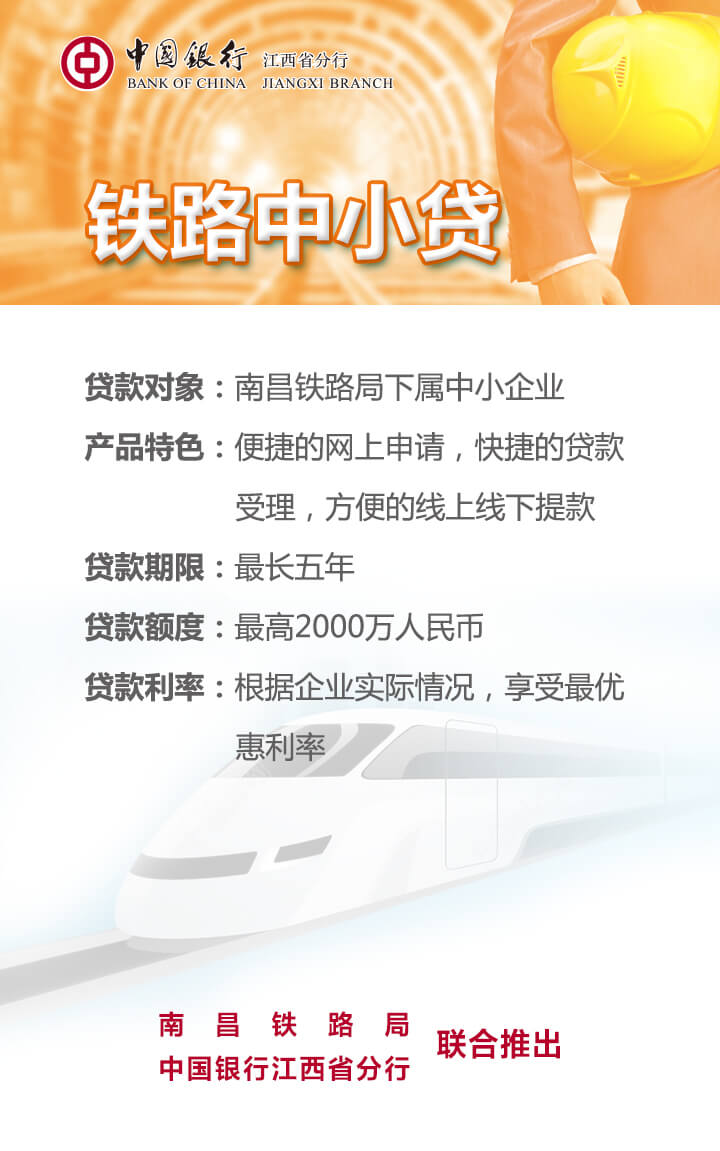 中国银行 江西省分行
BANK OF CHINA JIANGXI BRANCH
铁路中小贷
贷款对象：南昌铁路局下属中小企业
产品特色：便捷的网上申请，快捷的贷款
受理，方便的线上线下提款
贷款期限：最长五年
贷款额度：最高2000万人民币
贷款利率：根据企业实际情况，享受最优
惠利率
南昌铁路局
中国银行江西省分行
联合推出